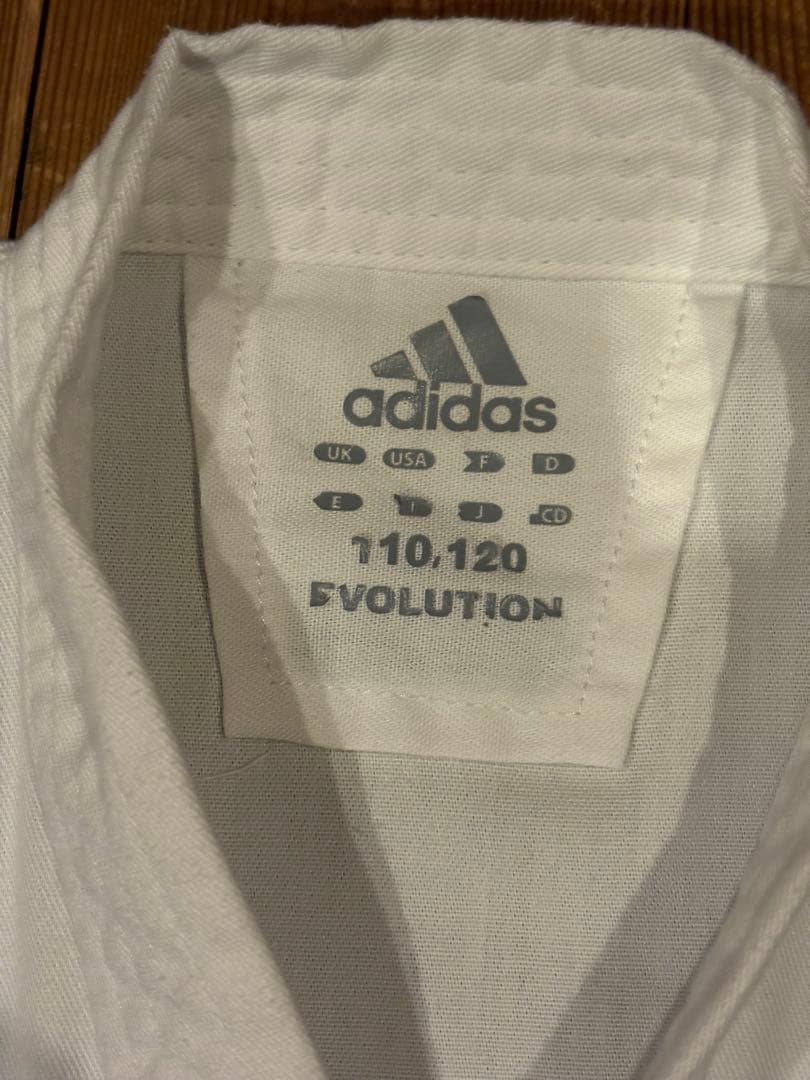 adidas
UK USA F D
E I J CD
110,120
EVOLUTION